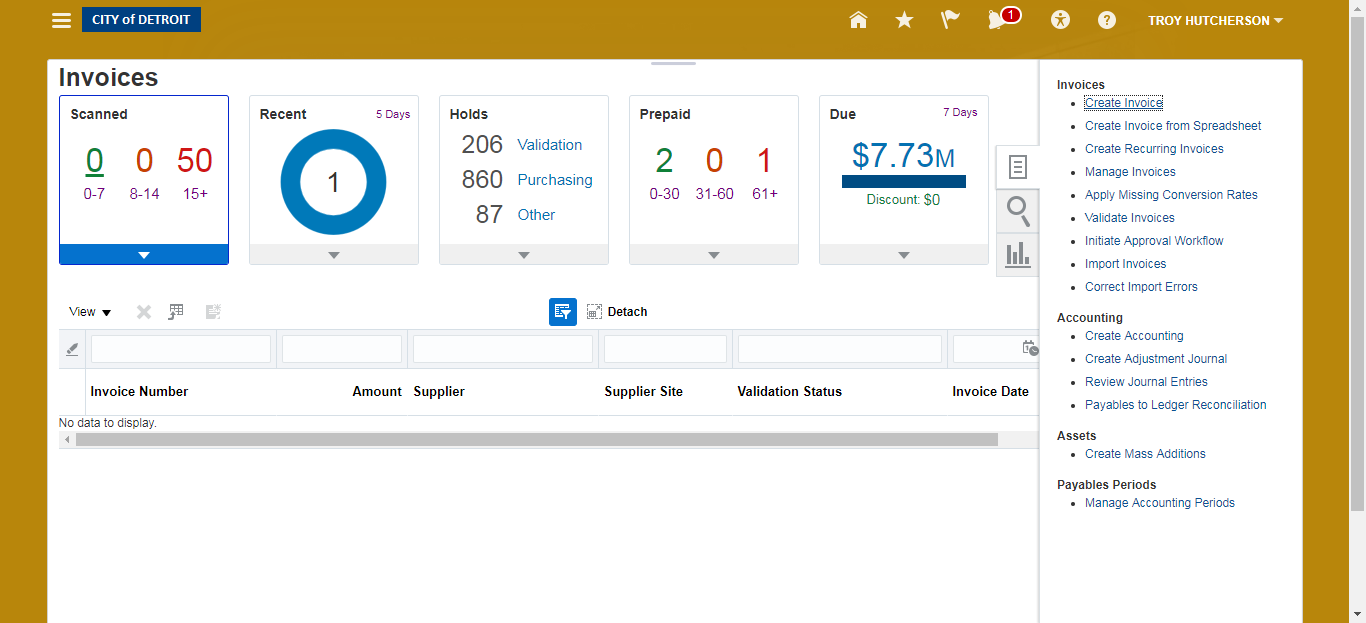 CITY of DETROIT
1
?
TROY HUTCHERSON
Invoices
Scanned
0 0 50
0-7 8-14 15+
Recent 5 Days
1
Holds
206 Validation
860 Purchasing
87 Other
Prepaid
2 0 1
0-30 31-60 61+
Due 7 Days
$7.73M
Discount: $0
View
Detach
Invoice Number Amount Supplier Supplier Site Validation Status Invoice Date
No data to display.
Invoices
Create Invoice
Create Invoice from Spreadsheet
Create Recurring Invoices
Manage Invoices
Apply Missing Conversion Rates
Validate Invoices
Initiate Approval Workflow
Import Invoices
Correct Import Errors
Accounting
Create Accounting
Create Adjustment Journal
Review Journal Entries
Payables to Ledger Reconciliation
Assets
Create Mass Additions
Payables Periods
Manage Accounting Periods